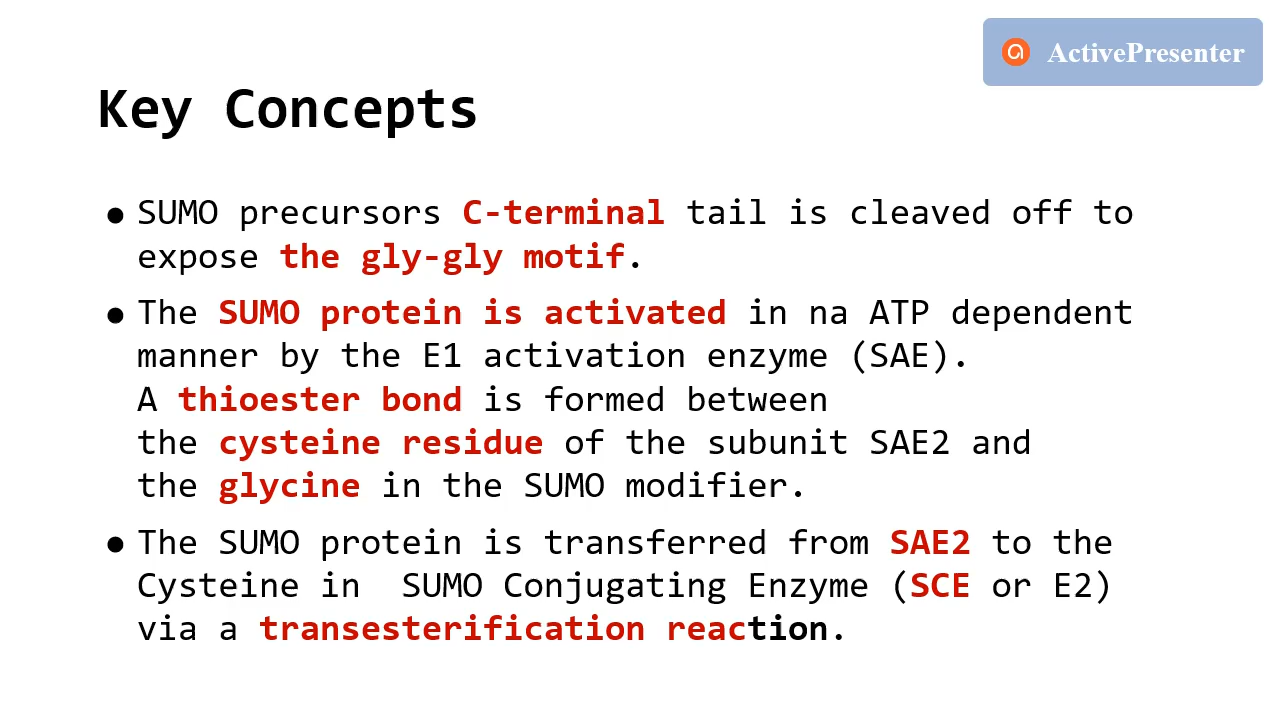 ActivePresenter
Key Concepts
● SUMO precursors C-terminal tail is cleaved off to
expose the gly-gly motif.
● The SUMO protein is activated in na ATP dependent
manner by the E1 activation enzyme (SAE).
A thioester bond is formed between
the cysteine residue of the subunit SAE2 and
the glycine in the SUMO modifier.
● The SUMO protein is transferred from SAE2 to the
Cysteine in  SUMO Conjugating Enzyme (SCE or E2)
via a transesterification reaction.